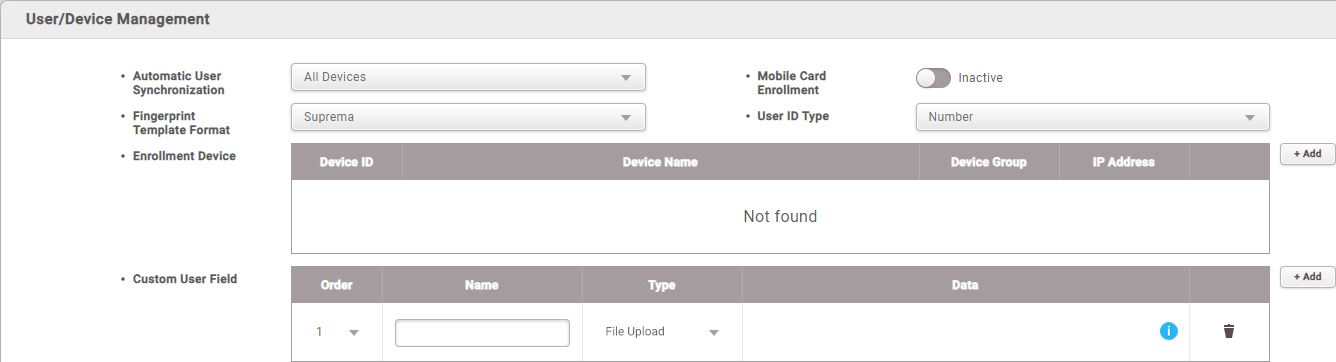 User/Device Management
• Automatic User Synchronization
All Devices
• Mobile Card Enrollment
Inactive
• Fingerprint Template Format
Suprema
• User ID Type
Number
• Enrollment Device
Device ID Device Name Device Group IP Address
+ Add
Not found
• Custom User Field
Order Name Type Data
+ Add
1 File Upload i